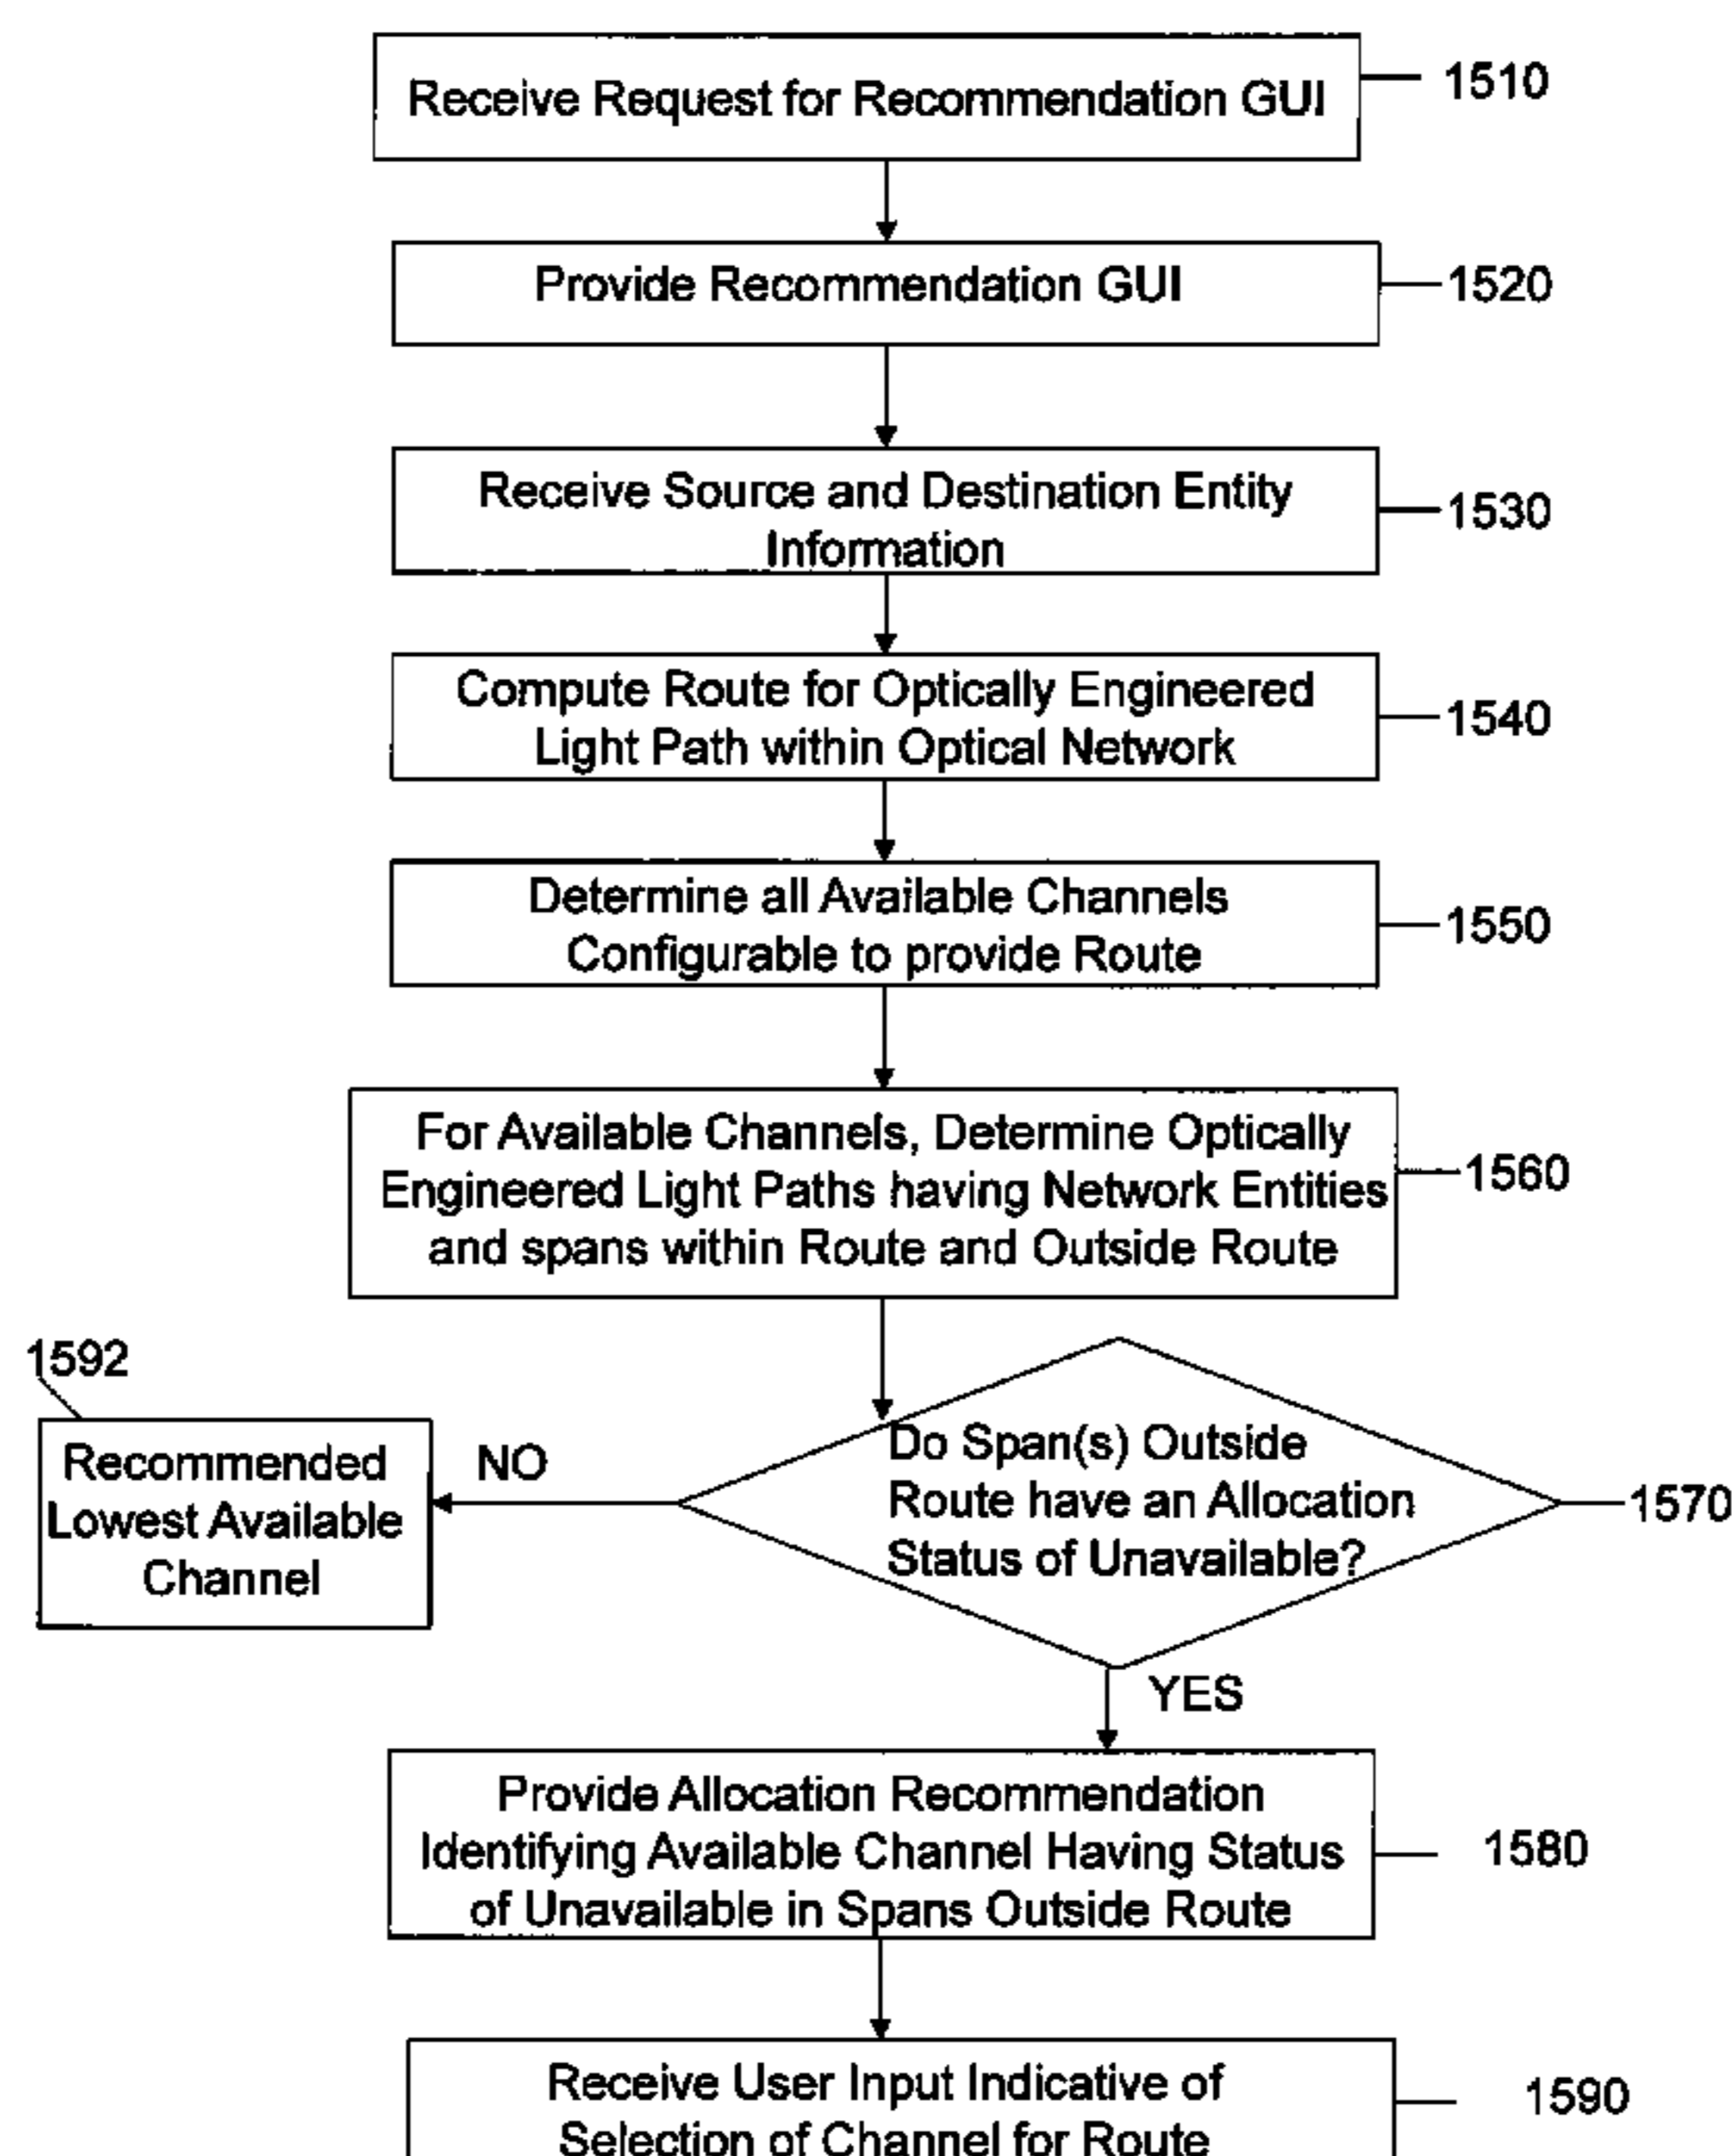 Receive Request for Recommendation GUI
1510
Provide Recommendation GUI
1520
Receive Source and Destination Entity
Information
1530
Compute Route for Optically Engineered
Light Path within Optical Network
1540
Determine all Available Channels
Configurable to provide Route
1550
For Available Channels, Determine Optically
Engineered Light Paths having Network Entities
and spans within Route and Outside Route
1560
1592
Recommended
Lowest Available
Channel
NO
Do Span(s) Outside
Route have an Allocation
Status of Unavailable?
1570
YES
Provide Allocation Recommendation
Identifying Available Channel Having Status
of Unavailable in Spans Outside Route
1580
Receive User Input Indicative of
Selection of Channel for Route
1590